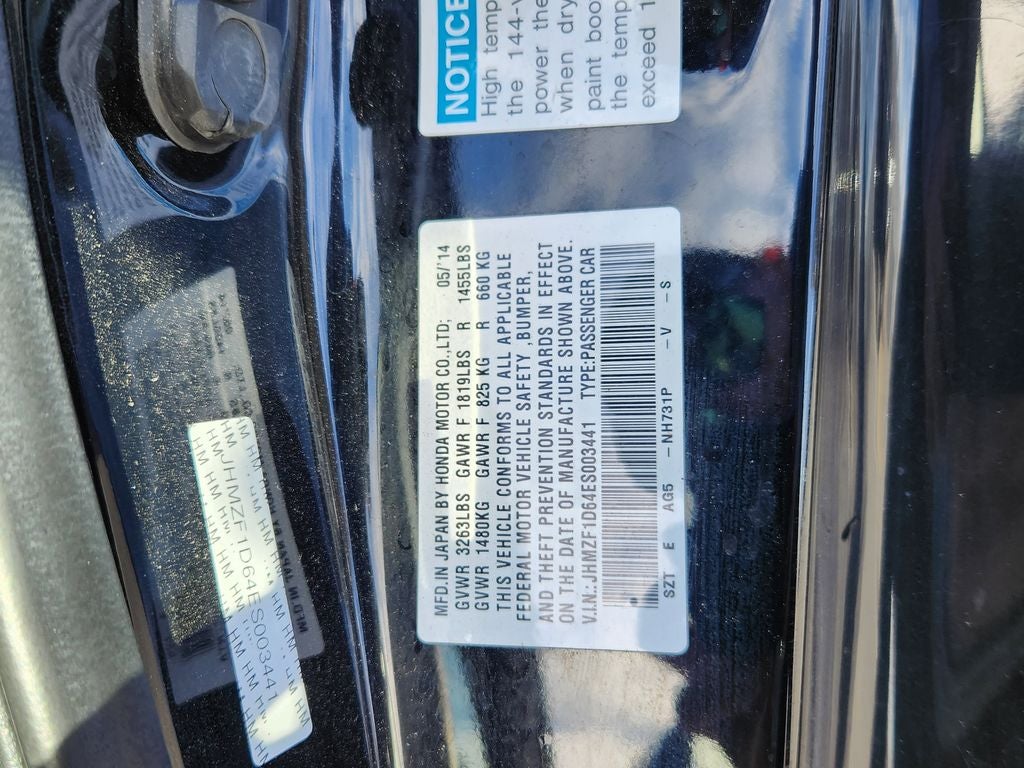 MFD. IN JAPAN BY HONDA MOTOR CO.,LTD; 05/14
GVWR 3263LBS GAWR F 1819LBS R 1455LBS
GVWR 1480KG GAWR F 825 KG R 660 KG
THIS VEHICLE CONFORMS TO ALL APPLICABLE
FEDERAL MOTOR VEHICLE SAFETY ,BUMPER,
AND THEFT PREVENTION STANDARDS IN EFFECT
ON THE DATE OF MANUFACTURE SHOWN ABOVE.
V.I.N.:JHMZF1D64ES003441 TYPE:PASSENGER CAR
SZT E AG5 -NH731P -V -S
NOTICE
High temp
the 144-v
power the
when dry
paint boo
the temp
exceed 1
JHMZF1D64ES003441